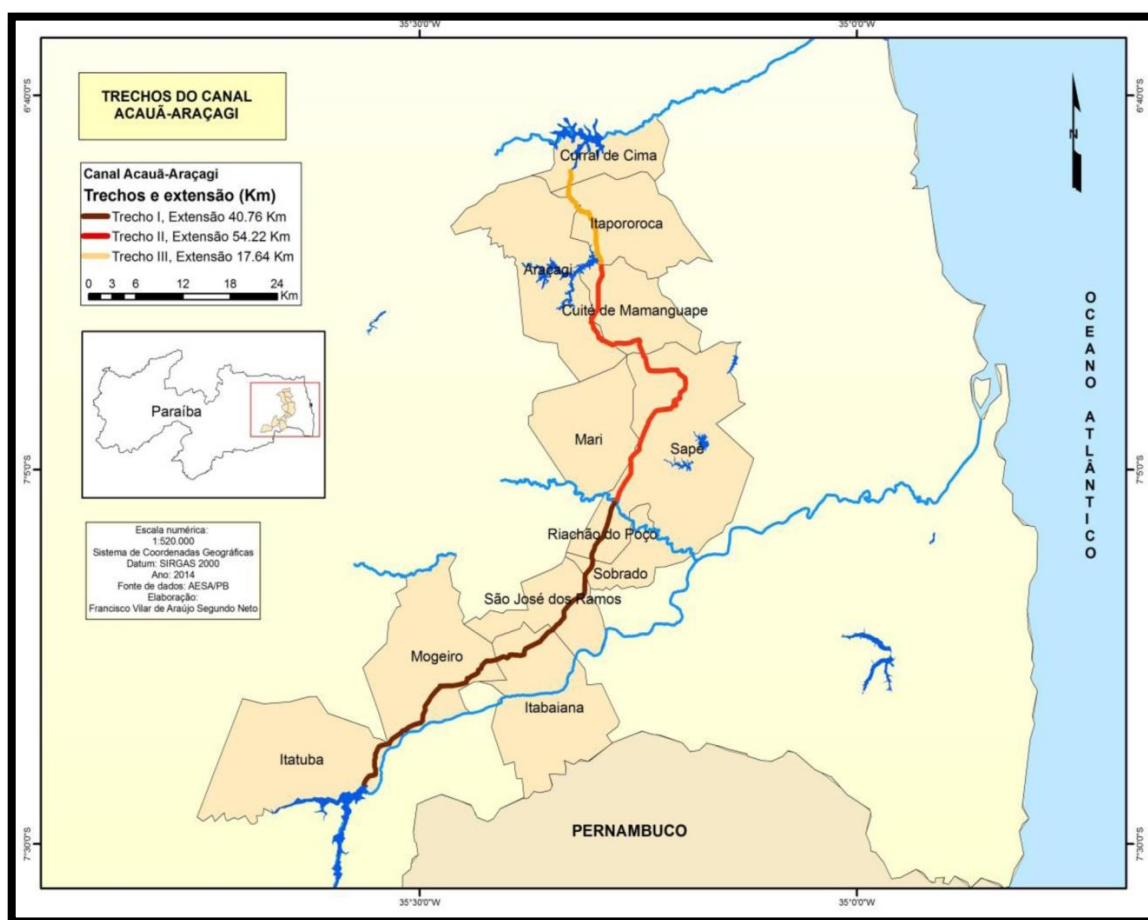 35°30'0"W
35°0'0"W
6°40'0"S
6°40'0"S
TRECHOS DO CANAL
ACAUÃ-ARAÇAGI
Canal Acauã-Araçagi
Trechos e extensão (Km)
Trecho I, Extensão 40.76 Km
Trecho II, Extensão 54.22 Km
Trecho III, Extensão 17.64 Km
0 3 6 12 18 24
Km
N
Curral de Cima
Itapororoca
Araçagi
Cuité de Mamanguape
OCEANO ATLÂNTICO
Paraíba
Mari
Sapé
7°5'0"S
7°5'0"S
Escala numérica:
1:520.000
Sistema de Coordenadas Geográficas
Datum: SIRGAS 2000
Ano: 2014
Fonte de dados: AESA/PB
Elaboração:
Francisco Vilar de Araújo Segundo Neto
Riachão do Poço
Sobrado
São José dos Ramos
Mogeiro
Itabaiana
Itatuba
PERNAMBUCO
7°30'0"S
7°30'0"S
35°30'0"W
35°0'0"W